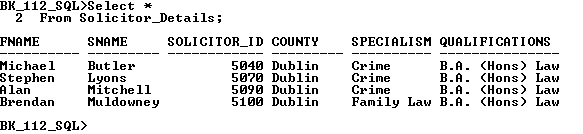 BK_112_SQL>Select *
2 From Solicitor_Details;
FNAME SNAME SOLICITOR_ID COUNTY SPECIALISM QUALIFICATIONS
---------- ---------- ------------ ---------- ---------- ---------------
Michael Butler 5040 Dublin Crime B.A. (Hons) Law
Stephen Lyons 5070 Dublin Crime B.A. (Hons) Law
Alan Mitchell 5090 Dublin Crime B.A. (Hons) Law
Brendan Muldowney 5100 Dublin Family Law B.A. (Hons) Law
BK_112_SQL>